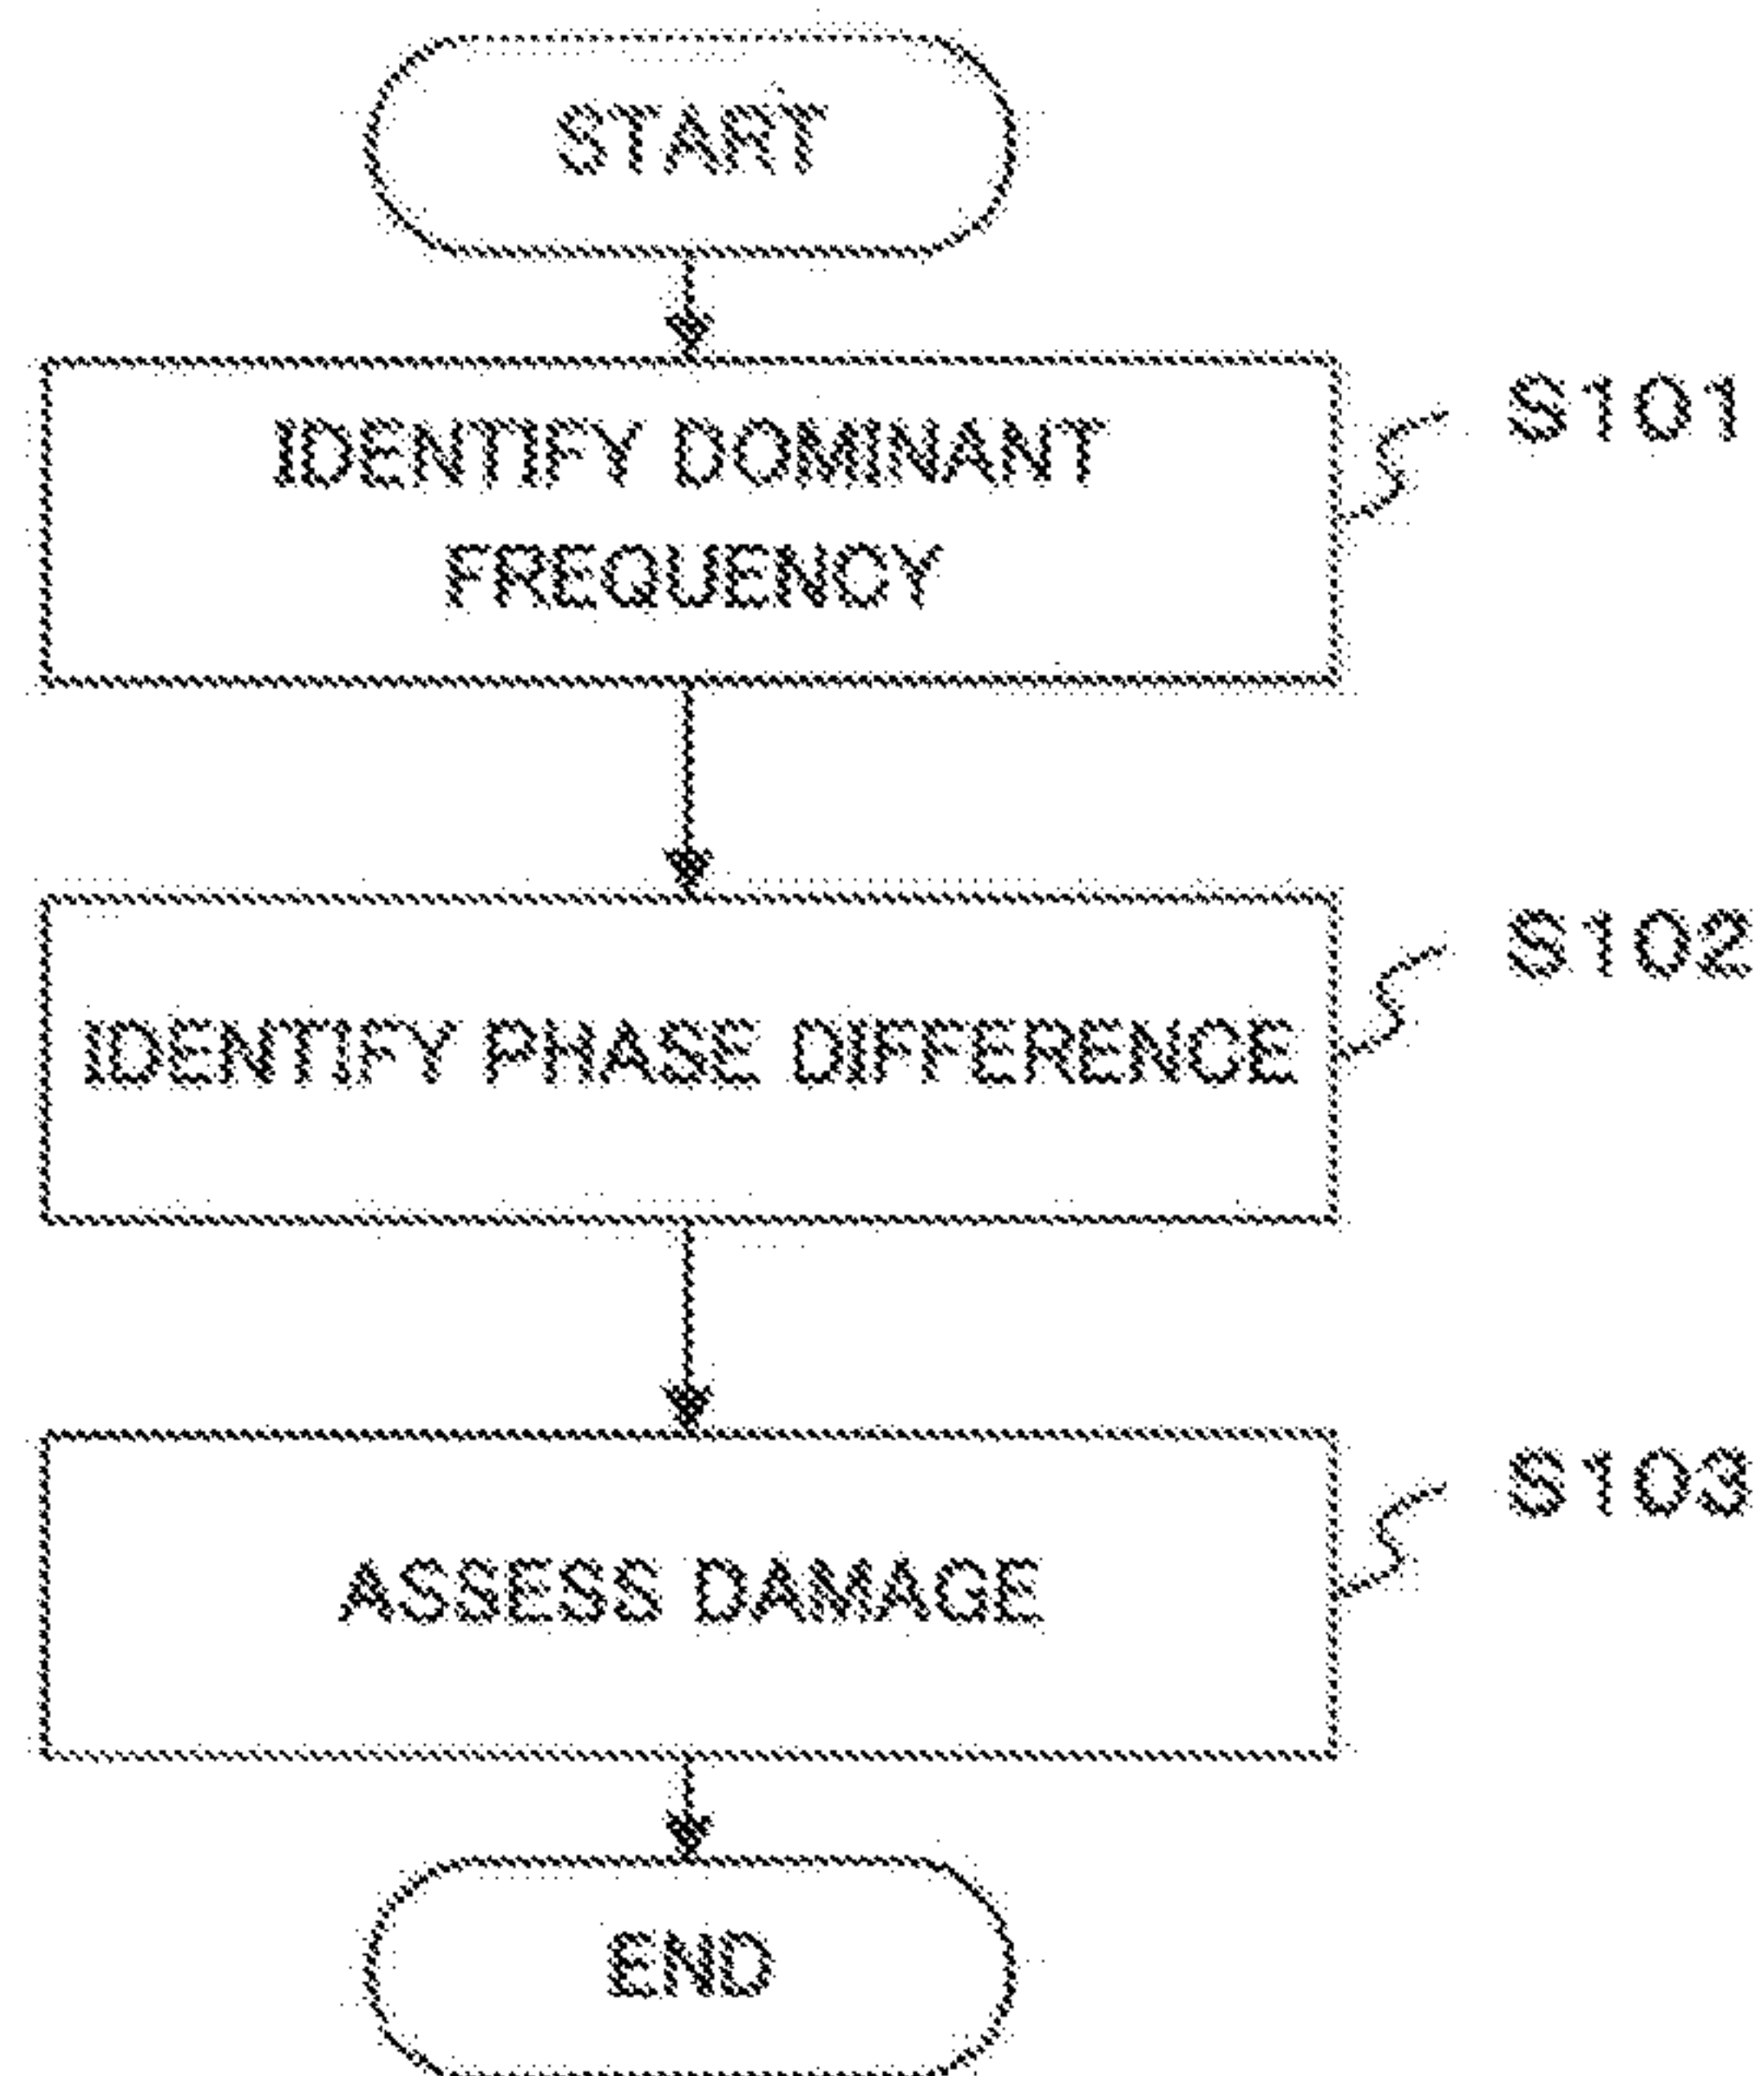 START
IDENTIFY DOMINANT
FREQUENCY
S101
IDENTIFY PHASE DIFFERENCE
S102
ASSESS DAMAGE
S103
END